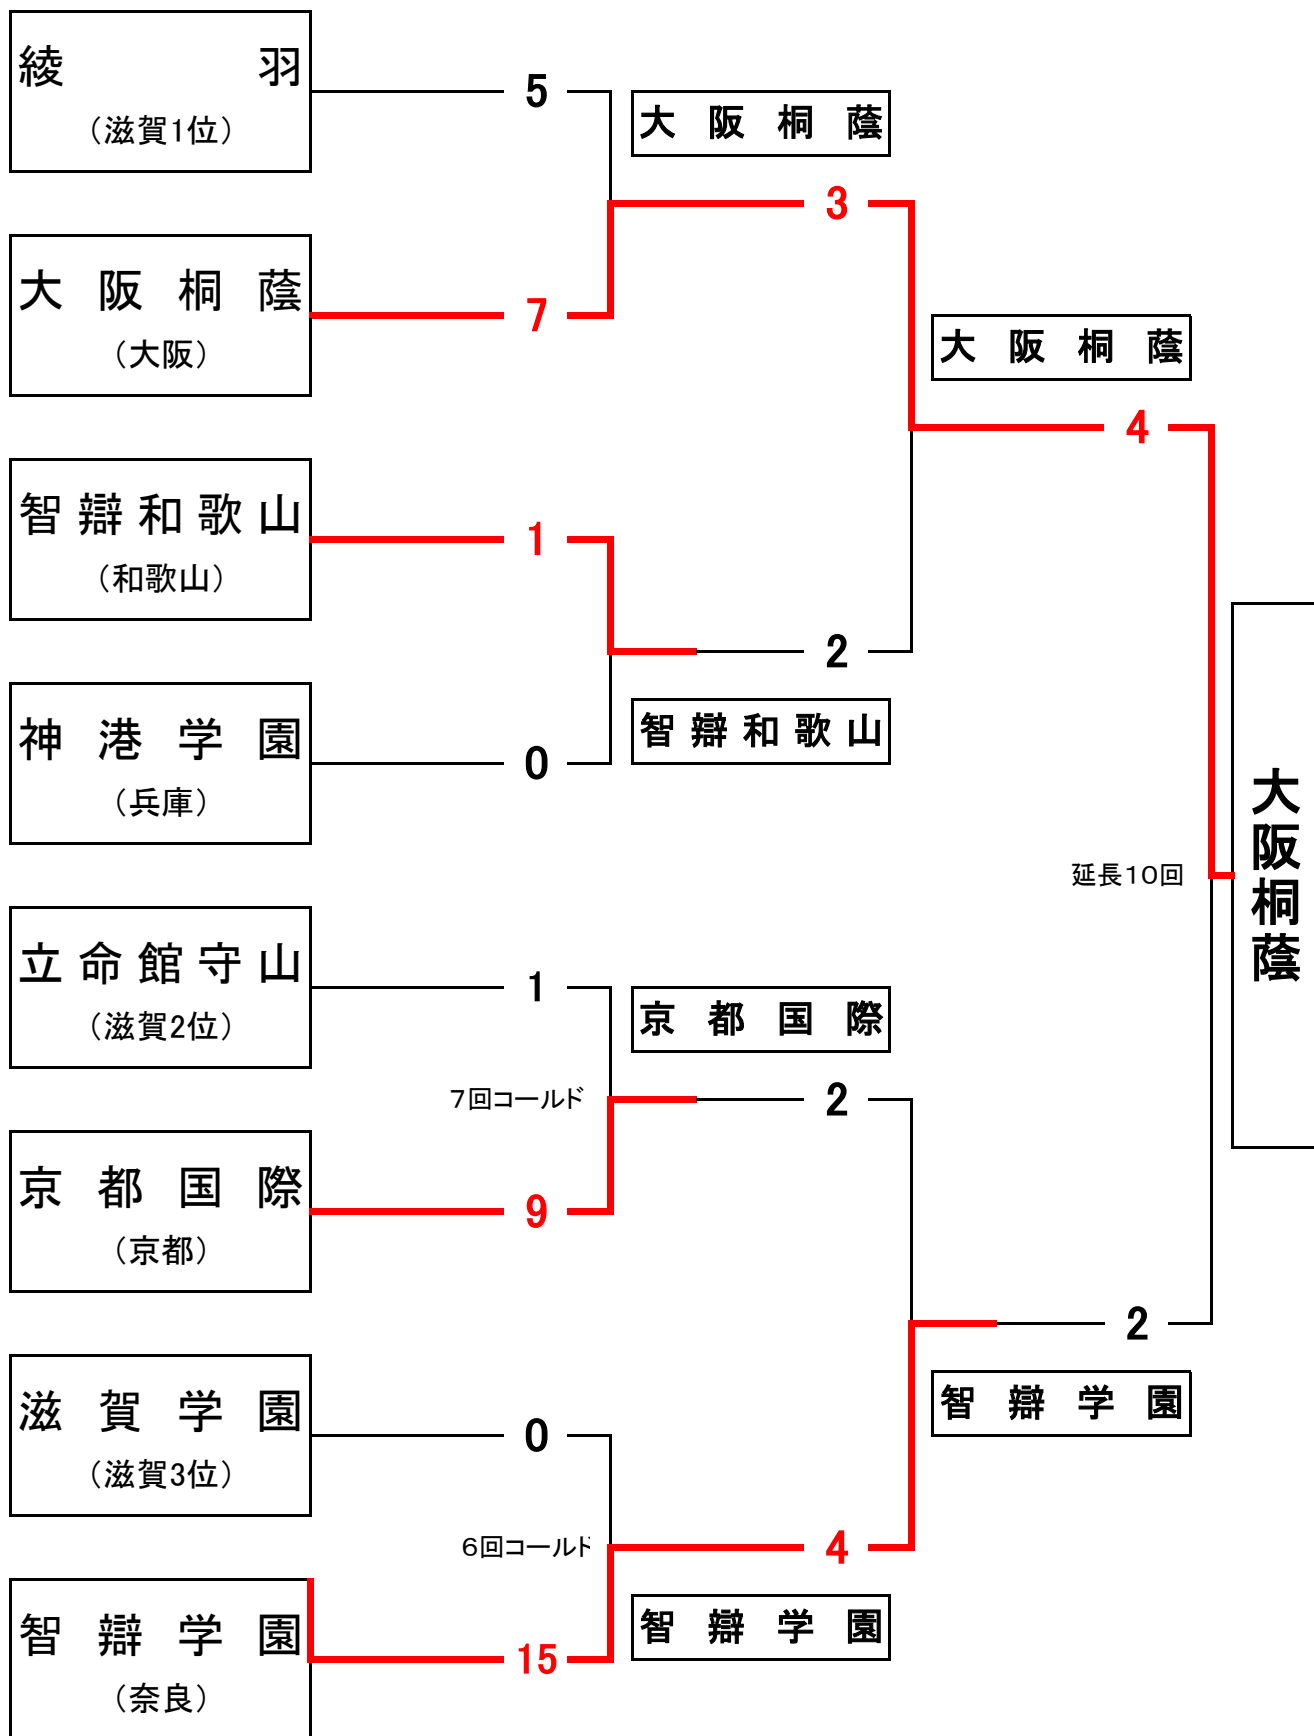 綾羽
（滋賀1位）
5
大阪桐蔭
3
大阪桐蔭
（大阪）
7
大阪桐蔭
4
智辯和歌山
（和歌山）
1
2
智辯和歌山
神港学園
（兵庫）
0
大阪桐蔭
延長10回
立命館守山
（滋賀2位）
1
京都国際
7回コールド
2
京都国際
（京都）
9
2
智辯学園
滋賀学園
（滋賀3位）
0
6回コールド
4
智辯学園
智辯学園
（奈良）
15